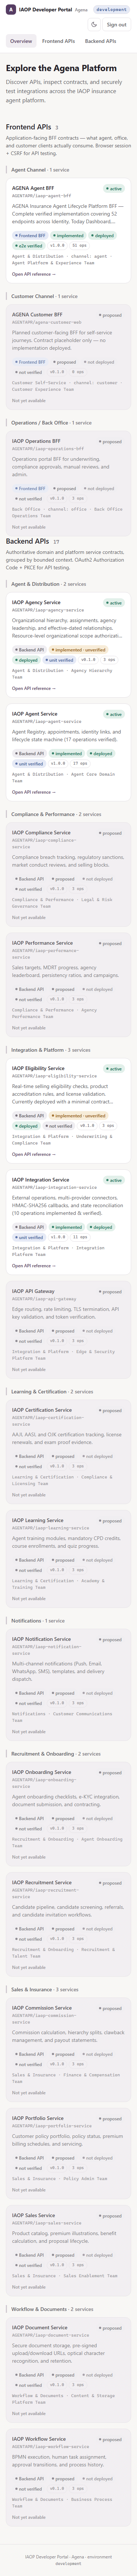 A IAOP Developer Portal Agena development
Sign out
Overview Frontend APIs Backend APIs
Explore the Agena Platform
Discover APIs, inspect contracts, and security
test integrations across the IAOP insurance
agent platform.
Frontend APIs 3
Application-facing BFF contracts — what agent, office,
and customer clients actually consume. Browser session
+ CSRF for API testing.
Agent Channel · 1 service
AGENA Agent BFF
active
AGENTAPM/iaop-agent-bff
AGENA Insurance Agent Lifecycle Platform BFF —
Complete verified implementation covering 52
endpoints across Identity, Today Dashboard...
Frontend BFF implemented deployed
e2e verified v1.0.0 51 ops
Agent & Distribution · channel: agent ·
Agent Platform & Experience Team
Open API reference →
Customer Channel · 1 service
AGENA Customer BFF
proposed
AGENTAPM/agena-customer-web
Planned customer-facing BFF for self-service
journeys. Contract placeholder only — no
implementation deployed.
Frontend BFF proposed not deployed
not verified v0.1.0 0 ops
Customer Self-Service · channel: customer ·
Customer Experience Team
Not yet available
Operations / Back Office · 1 service
IAOP Operations BFF
proposed
AGENTAPM/iaop-operations-bff
Operations portal BFF for underwriting,
compliance approvals, manual reviews, and
admin.
Frontend BFF proposed not deployed
not verified v0.1.0 3 ops
Back Office · channel: office · Back Office
Operations Team
Not yet available
Backend APIs 17
Authoritative domain and platform service contracts,
grouped by bounded context. OAuth2 Authorization
Code + PKCE for API testing.
Agent & Distribution · 2 services
IAOP Agency Service
active
AGENTAPM/iaop-agency-service
Organisational hierarchy, assignments, agency
leadership, and effective-dated relationships.
Resource-level organizational scope allocations...
Backend API implemented · unverified
deployed unit verified v0.1.0 3 ops
Agent & Distribution · Agency Hierarchy
Team
Open API reference →
IAOP Agent Service
active
AGENTAPM/iaop-agent-service
Agent Registry, appointments, identity links, and
lifecycle state machine (17 operations verified).
Backend API implemented deployed
unit verified v1.0.0 17 ops
Agent & Distribution · Agent Core Domain
Team
Open API reference →
Compliance & Performance · 2 services
IAOP Compliance Service
proposed
AGENTAPM/iaop-compliance-
service
Compliance breach tracking, regulatory sanctions,
market conduct reviews, and audit policy blocks.
Backend API proposed not deployed
not verified v0.1.0 3 ops
Compliance & Performance · Legal & Risk
Governance Team
Not yet available
IAOP Performance Service
proposed
AGENTAPM/iaop-performance-
service
Sales targets, MDRT progress, agency
leaderboard, persistency ratios, and campaigns.
Backend API proposed not deployed
not verified v0.1.0 3 ops
Compliance & Performance · Agency
Performance Team
Not yet available
Integration & Platform · 3 services
IAOP Eligibility Service
active
AGENTAPM/iaop-eligibility-service
Real-time selling eligibility checks, product
accreditation rules, and license validation.
Currently deployed with a minimal contract...
Backend API implemented · unverified
deployed not verified v0.1.0 3 ops
Integration & Platform · Underwriting &
Compliance Team
Open API reference →
IAOP Integration Service
active
AGENTAPM/iaop-integration-service
External operations, multi-provider connectors,
HMAC-SHA256 callbacks, and state reconciliation
(10 operations implemented & verified).
Backend API implemented deployed
unit verified v1.0.0 11 ops
Integration & Platform · Integration
Platform Team
Open API reference →
IAOP API Gateway
proposed
AGENTAPM/iaop-api-gateway
Edge routing, rate limiting, TLS termination, API
key validation, and token verification.
Backend API proposed not deployed
not verified v0.1.0 3 ops
Integration & Platform · Edge & Security
Platform Team
Not yet available
Learning & Certification · 2 services
IAOP Certification Service
proposed
AGENTAPM/iaop-certification-
service
AAJI, AASI, and OJK certification tracking, license
renewals, and exam proof evidence.
Backend API proposed not deployed
not verified v0.1.0 3 ops
Learning & Certification · Compliance &
Licensing Team
Not yet available
IAOP Learning Service
proposed
AGENTAPM/iaop-learning-service
Agent training modules, mandatory CPD credits,
course enrollments, and quiz progress.
Backend API proposed not deployed
not verified v0.1.0 3 ops
Learning & Certification · Academy &
Training Team
Not yet available
Notifications · 1 service
IAOP Notification Service
proposed
AGENTAPM/iaop-notification-
service
Multi-channel notifications (Push, Email,
WhatsApp, SMS), templates, and delivery
dispatch.
Backend API proposed not deployed
not verified v0.1.0 3 ops
Notifications · Customer Communications
Team
Not yet available
Recruitment & Onboarding · 2 services
IAOP Onboarding Service
proposed
AGENTAPM/iaop-onboarding-
service
Agent onboarding checklists, e-KYC integration,
document submission, and contracting.
Backend API proposed not deployed
not verified v0.1.0 3 ops
Recruitment & Onboarding · Agent Onboarding
Team
Not yet available
IAOP Recruitment Service
proposed
AGENTAPM/iaop-recruitment-
service
Candidate pipeline, candidate screening, referrals,
and candidate invitation workflows.
Backend API proposed not deployed
not verified v0.1.0 3 ops
Recruitment & Onboarding · Recruitment &
Talent Team
Not yet available
Sales & Insurance · 3 services
IAOP Commission Service
proposed
AGENTAPM/iaop-commission-
service
Commission calculation, hierarchy splits, clawback
management, and payout statements.
Backend API proposed not deployed
not verified v0.1.0 3 ops
Sales & Insurance · Finance & Compensation
Team
Not yet available
IAOP Portfolio Service
proposed
AGENTAPM/iaop-portfolio-service
Customer policy portfolio, policy status, premium
billing schedules, and servicing.
Backend API proposed not deployed
not verified v0.1.0 3 ops
Sales & Insurance · Policy Admin Team
Not yet available
IAOP Sales Service
proposed
AGENTAPM/iaop-sales-service
Product catalog, premium illustrations, benefit
calculation, and proposal lifecycle.
Backend API proposed not deployed
not verified v0.1.0 3 ops
Sales & Insurance · Sales Enablement Team
Not yet available
Workflow & Documents · 2 services
IAOP Document Service
proposed
AGENTAPM/iaop-document-service
Secure document storage, pre-signed
upload/download URLs, optical character
recognition, and retention.
Backend API proposed not deployed
not verified v0.1.0 3 ops
Workflow & Documents · Content & Storage
Platform Team
Not yet available
IAOP Workflow Service
proposed
AGENTAPM/iaop-workflow-service
BPMN execution, human task assignment,
approval transitions, and process history.
Backend API proposed not deployed
not verified v0.1.0 3 ops
Workflow & Documents · Business Process
Team
Not yet available
IAOP Developer Portal · Agena · environment
development